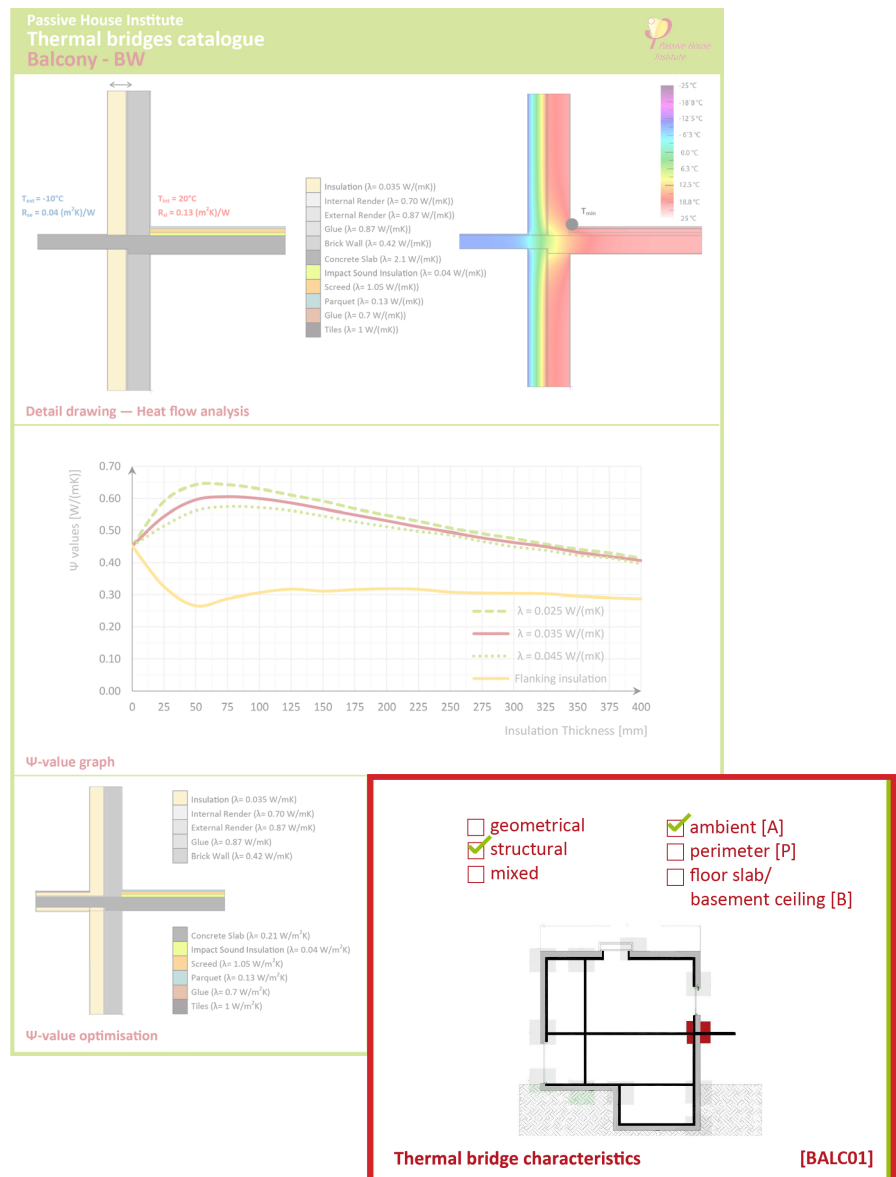 Passive House Institute
Thermal bridges catalogue
Balcony - BW
Passive House
Institute
-25 °C
-18'8 °C
-12'5 °C
-6'3 °C
0.0 °C
6.3 °C
12.5 °C
18.8 °C
25 °C
Text = -10°C
Rse = 0.04 (m²K)/W
Tint = 20°C
Rsi = 0.13 (m²K)/W
Insulation (λ= 0.035 W/(mK))
Internal Render (λ= 0.70 W/(mK))
External Render (λ= 0.87 W/(mK))
Glue (λ= 0.87 W/(mK))
Brick Wall (λ= 0.42 W/(mK))
Concrete Slab (λ= 2.1 W/(mK))
Impact Sound Insulation (λ= 0.04 W/(mK))
Screed (λ= 1.05 W/(mK))
Parquet (λ= 0.13 W/(mK))
Glue (λ= 0.7 W/(mK))
Tiles (λ= 1 W/(mK))
Tmin
Detail drawing — Heat flow analysis
Ψ values [W/(mK)]
0.70
0.60
0.50
0.40
0.30
0.20
0.10
0.00
0 25 50 75 100 125 150 175 200 225 250 275 300 325 350 375 400
λ = 0.025 W/(mK)
λ = 0.035 W/(mK)
λ = 0.045 W/(mK)
Flanking insulation
Insulation Thickness [mm]
Ψ-value graph
Insulation (λ= 0.035 W/mK)
Internal Render (λ= 0.70 W/mK)
External Render (λ= 0.87 W/mK)
Glue (λ= 0.87 W/mK)
Brick Wall (λ= 0.42 W/mK)
Concrete Slab (λ= 0.21 W/m²K)
Impact Sound Insulation (λ= 0.04 W/m²K)
Screed (λ= 1.05 W/m²K)
Parquet (λ= 0.13 W/m²K)
Glue (λ= 0.7 W/m²K)
Tiles (λ= 1 W/m²K)
Ψ-value optimisation
geometrical
structural
mixed
ambient [A]
perimeter [P]
floor slab/
basement ceiling [B]
Thermal bridge characteristics [BALC01]